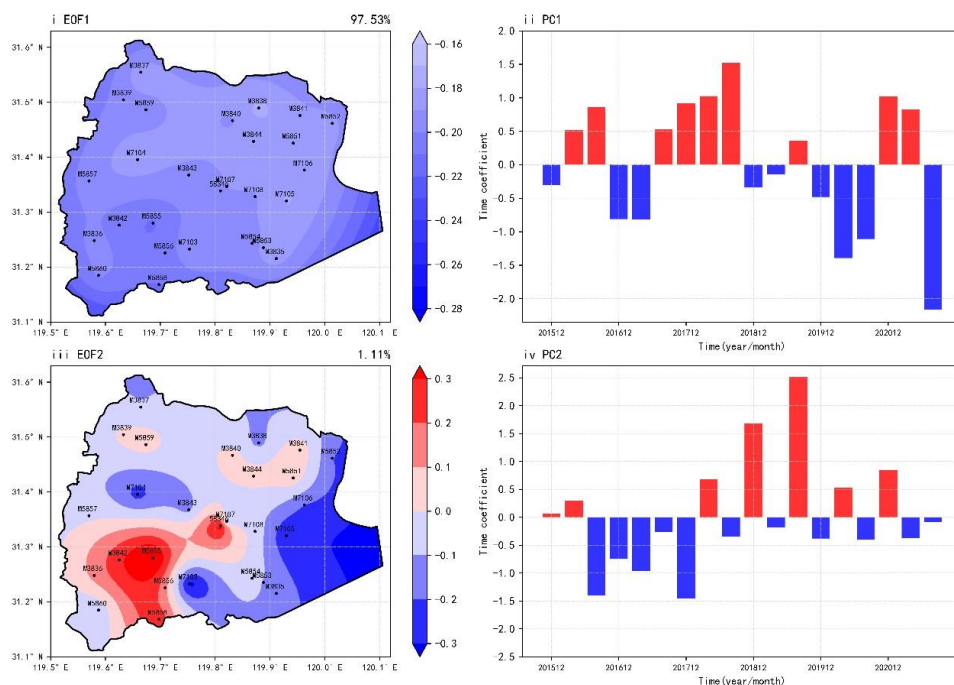 i EOF1 97.53%
31.6° N
31.5° N
31.4° N
31.3° N
31.2° N
31.1° N
119.5° E 119.6° E 119.7° E 119.8° E 119.9° E 120.0° E 120.1° E
M3837
M3839
M5859
M3838
M3841
M5852
M3840
M3844
M5851
M7104
M7106
M5857
M3843
M7107
M7108
M7105
M3842
M5855
M3836
M7103
M5854
M5853
M5856
M3835
M5860
M5858
-0.16
-0.18
-0.20
-0.22
-0.24
-0.26
-0.28
ii PC1
Time coefficient
2.0
1.5
1.0
0.5
0.0
-0.5
-1.0
-1.5
-2.0
201512 201612 201712 201812 201912 202012
Time(year/month)
iii EOF2 1.11%
31.6° N
31.5° N
31.4° N
31.3° N
31.2° N
31.1° N
119.5° E 119.6° E 119.7° E 119.8° E 119.9° E 120.0° E 120.1° E
M3837
M3839
M5859
M3838
M3841
M5852
M3840
M3844
M5851
M7104
M7106
M5857
M3843
M7107
M7108
M7105
M3842
M5855
M3836
M7103
M5854
M5853
M5856
M3835
M5860
M5858
0.3
0.2
0.1
0.0
-0.1
-0.2
-0.3
iv PC2
Time coefficient
2.5
2.0
1.5
1.0
0.5
0.0
-0.5
-1.0
-1.5
-2.0
-2.5
201512 201612 201712 201812 201912 202012
Time(year/month)